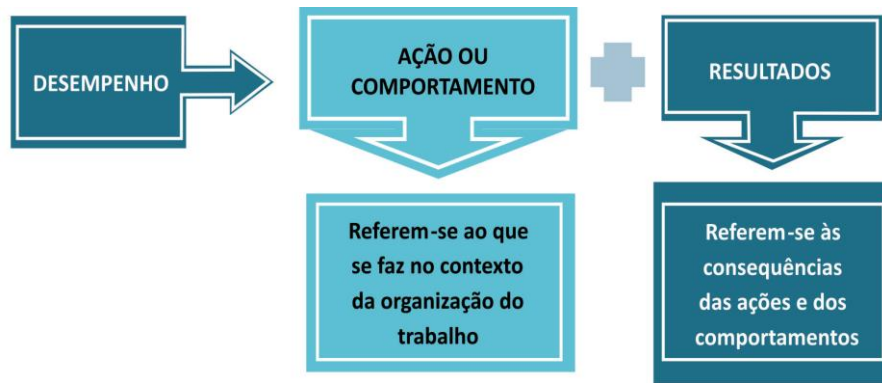 DESEMPENHO
AÇÃO OU
COMPORTAMENTO
RESULTADOS
Referem-se ao que
se faz no contexto
da organização do
trabalho
Referem-se às
consequências
das ações e dos
comportamentos